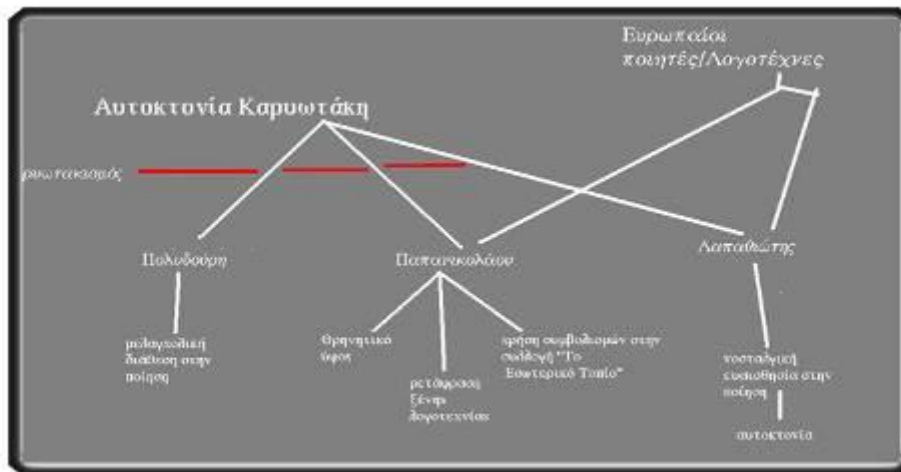 Ευρωπαίοι
ποιητές/Λογοτέχνες
Αυτοκτονία Καρυωτάκη
ρυωτακισμός
Πολυδούρη
Παπανικολάου
Λαπαθιώτης
μελαγχολική
διάθεση στην
ποίηση
Θρηνητικό
ύφος
χρήση συμβολισμών στην
συλλογή "Το
Εσωτερικό Τοπίο"
μετάφραση
ξένης
λογοτεχνίας
νοσταλγική
ευαισθησία στην
ποίηση
αυτοκτονία